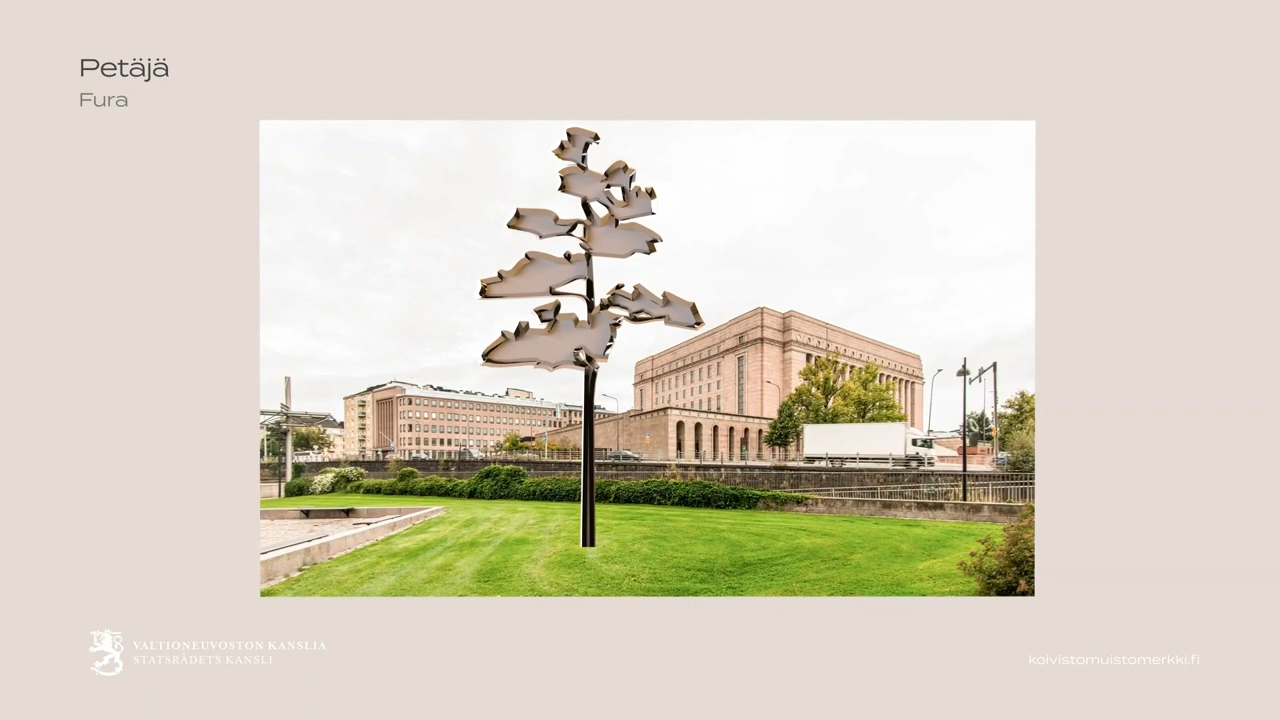 Petäjä
Fura
VALTIONEUVOSTON KANSLIA
STATSRÅDETS KANSLI
koivistomuistomerkki.fi